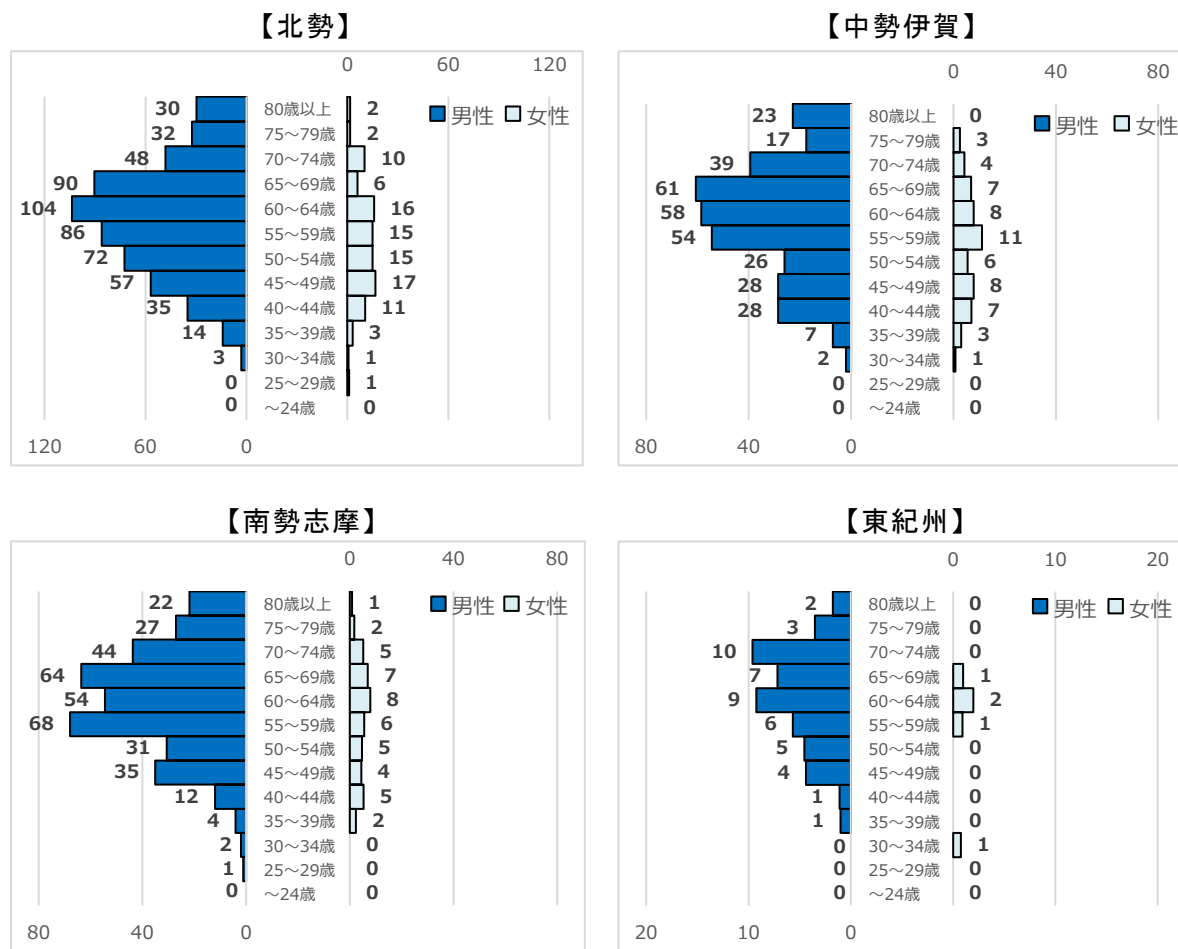 【北勢】
0 60 120
男性 女性
30 80歳以上 2
32 75～79歳 2
48 70～74歳 10
90 65～69歳 6
104 60～64歳 16
86 55～59歳 15
72 50～54歳 15
57 45～49歳 17
35 40～44歳 11
14 35～39歳 3
3 30～34歳 1
0 25～29歳 1
0 ～24歳 0
120 60 0
【中勢伊賀】
0 40 80
男性 女性
23 80歳以上 0
17 75～79歳 3
39 70～74歳 4
61 65～69歳 7
58 60～64歳 8
54 55～59歳 11
26 50～54歳 6
28 45～49歳 8
28 40～44歳 7
7 35～39歳 3
2 30～34歳 1
0 25～29歳 0
0 ～24歳 0
80 40 0
【南勢志摩】
0 40 80
男性 女性
22 80歳以上 1
27 75～79歳 2
44 70～74歳 5
64 65～69歳 7
54 60～64歳 8
68 55～59歳 6
31 50～54歳 5
35 45～49歳 4
12 40～44歳 5
4 35～39歳 2
2 30～34歳 0
1 25～29歳 0
0 ～24歳 0
80 40 0
【東紀州】
0 10 20
男性 女性
2 80歳以上 0
3 75～79歳 0
10 70～74歳 0
7 65～69歳 1
9 60～64歳 2
6 55～59歳 1
5 50～54歳 0
4 45～49歳 0
1 40～44歳 0
1 35～39歳 0
0 30～34歳 1
0 25～29歳 0
0 ～24歳 0
20 10 0